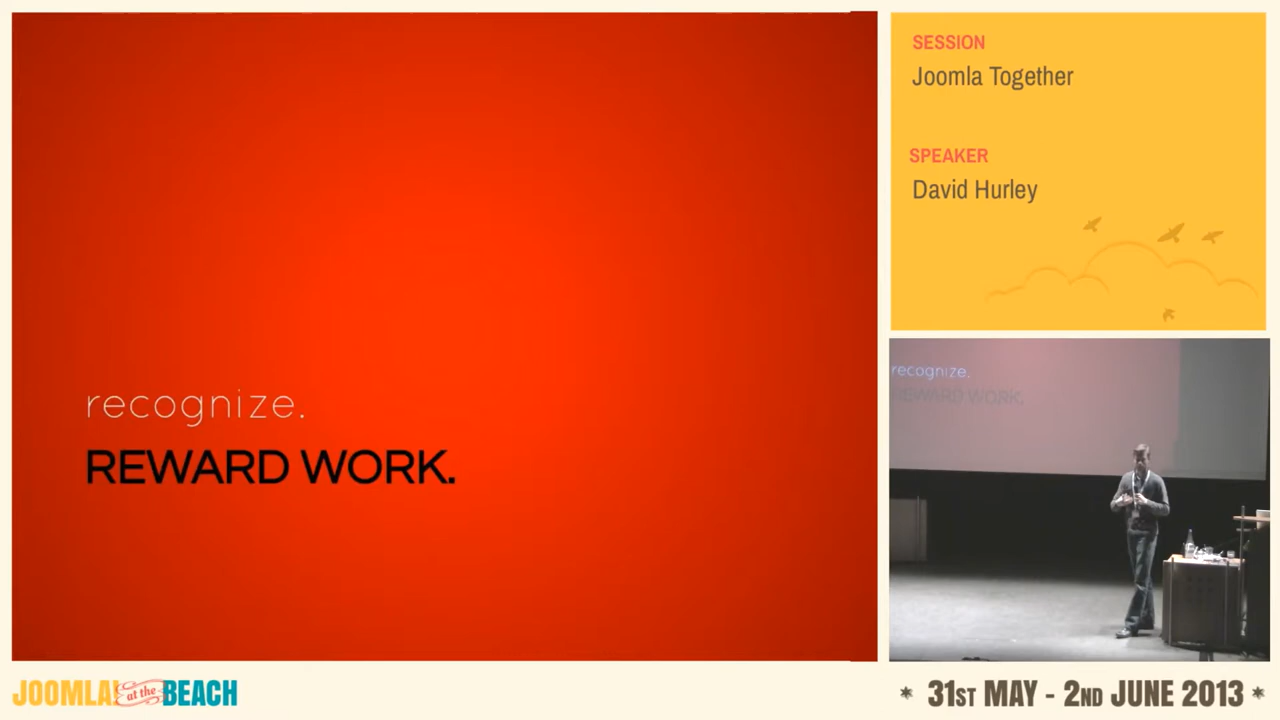 recognize.
REWARD WORK.
SESSION
Joomla Together
SPEAKER
David Hurley
recognize.
REWARD WORK.
JOOMLA! at the BEACH
* 31ST MAY - 2ND JUNE 2013 *